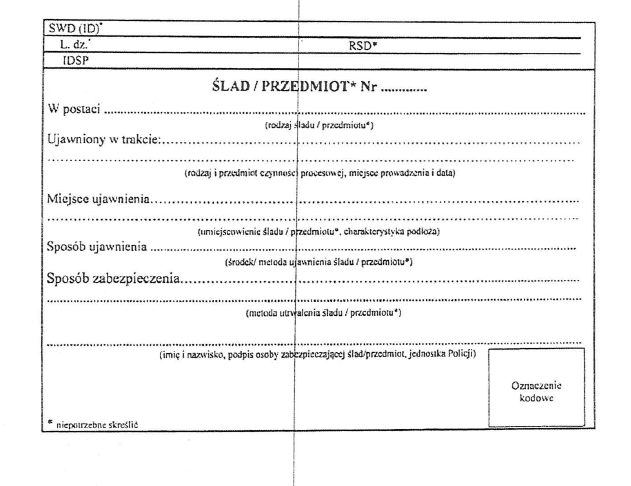 SWD (ID)*
L. dz.* RSD*
IDSP
ŚLAD / PRZEDMIOT* Nr .............
W postaci ....................................................................................................
(rodzaj śladu / przedmiotu*)
Ujawniony w trakcie:....................................................................................
....................................................................................................................
(rodzaj i przedmiot czynności procesowej, miejsce prowadzenia i data)
Miejsce ujawnienia......................................................................................
....................................................................................................................
(umiejscowienie śladu / przedmiotu*, charakterystyka podłoża)
Sposób ujawnienia ......................................................................................
(środek/ metoda ujawnienia śladu / przedmiotu*)
Sposób zabezpieczenia................................................................................
....................................................................................................................
(metoda utrwalenia śladu / przedmiotu*)
....................................................................................................................
(imię i nazwisko, podpis osoby zabezpieczającej ślad/przedmiot, jednostka Policji)
Oznaczenie
kodowe
* niepotrzebne skreślić